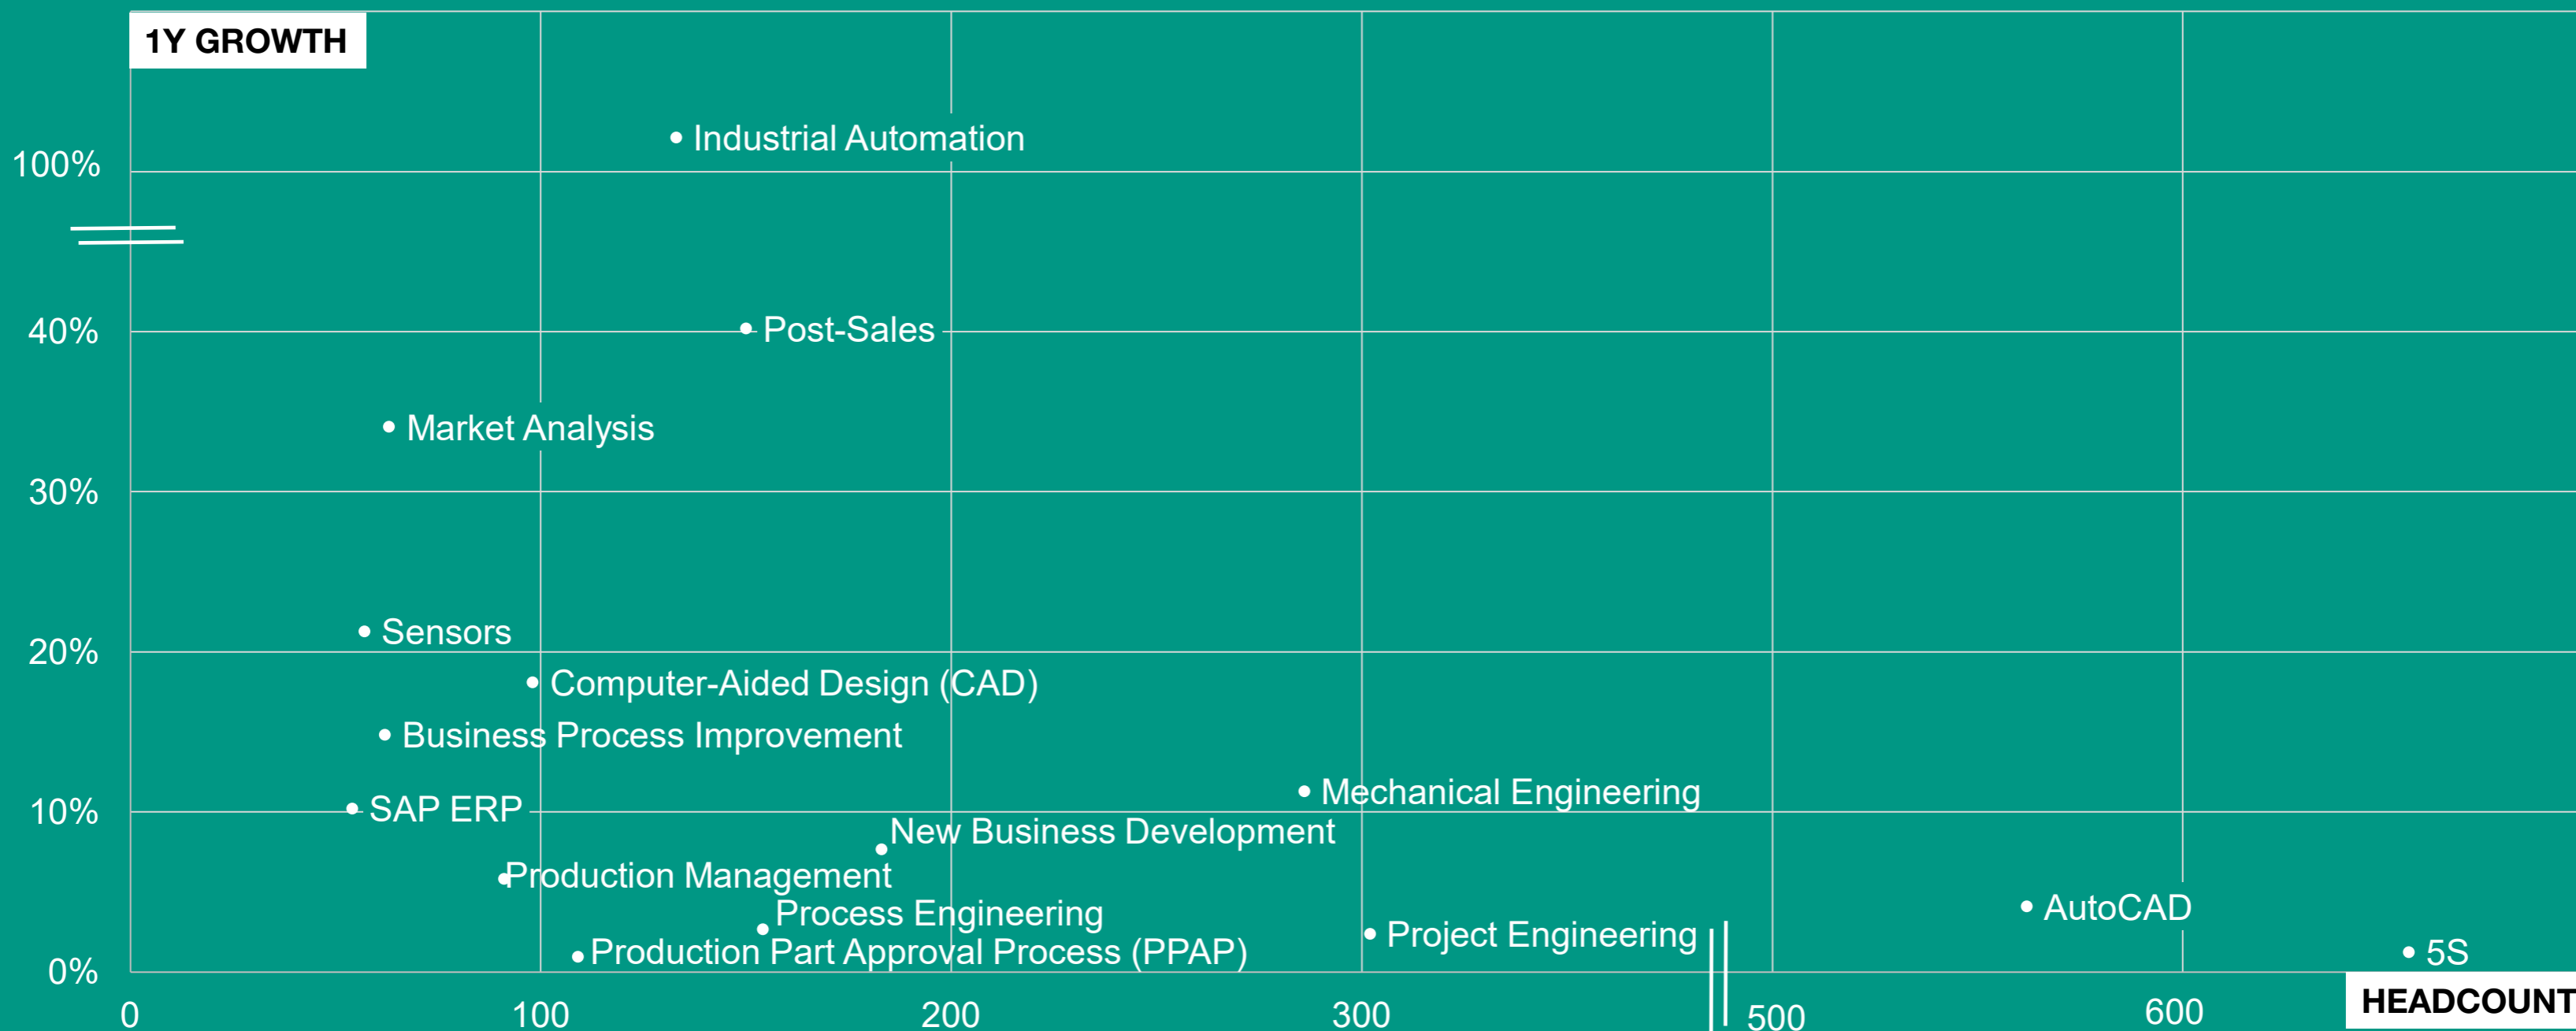 1Y GROWTH
Industrial Automation
100%
40%
Post-Sales
Market Analysis
30%
Sensors
20%
Computer-Aided Design (CAD)
Business Process Improvement
Mechanical Engineering
10%
SAP ERP
New Business Development
Production Management
AutoCAD
Process Engineering
Project Engineering
Production Part Approval Process (PPAP)
5S
0%
HEADCOUNT
0 100 200 300 500 600